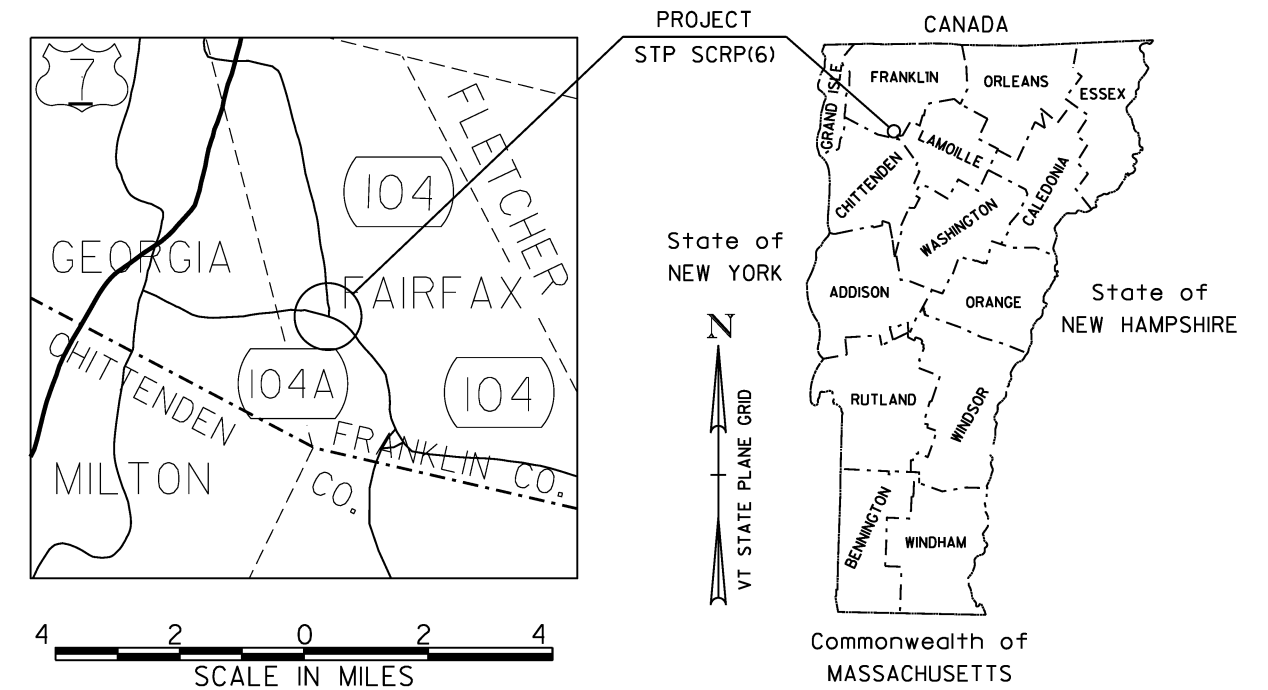 PROJECT
STP SCRP(6)
CANADA
7
FLETCHER
104
GEORGIA
FAIRFAX
104A
104
CHITTENDEN
CO.
FRANKLIN CO.
MILTON
4 2 0 2 4
SCALE IN MILES
State of
NEW YORK
N
VT STATE PLANE GRID
GRAND ISLE
FRANKLIN
ORLEANS
ESSEX
LAMOILLE
CHITTENDEN
CALEDONIA
WASHINGTON
ADDISON
ORANGE
State of
NEW HAMPSHIRE
RUTLAND
WINDSOR
BENNINGTON
WINDHAM
Commonwealth of
MASSACHUSETTS